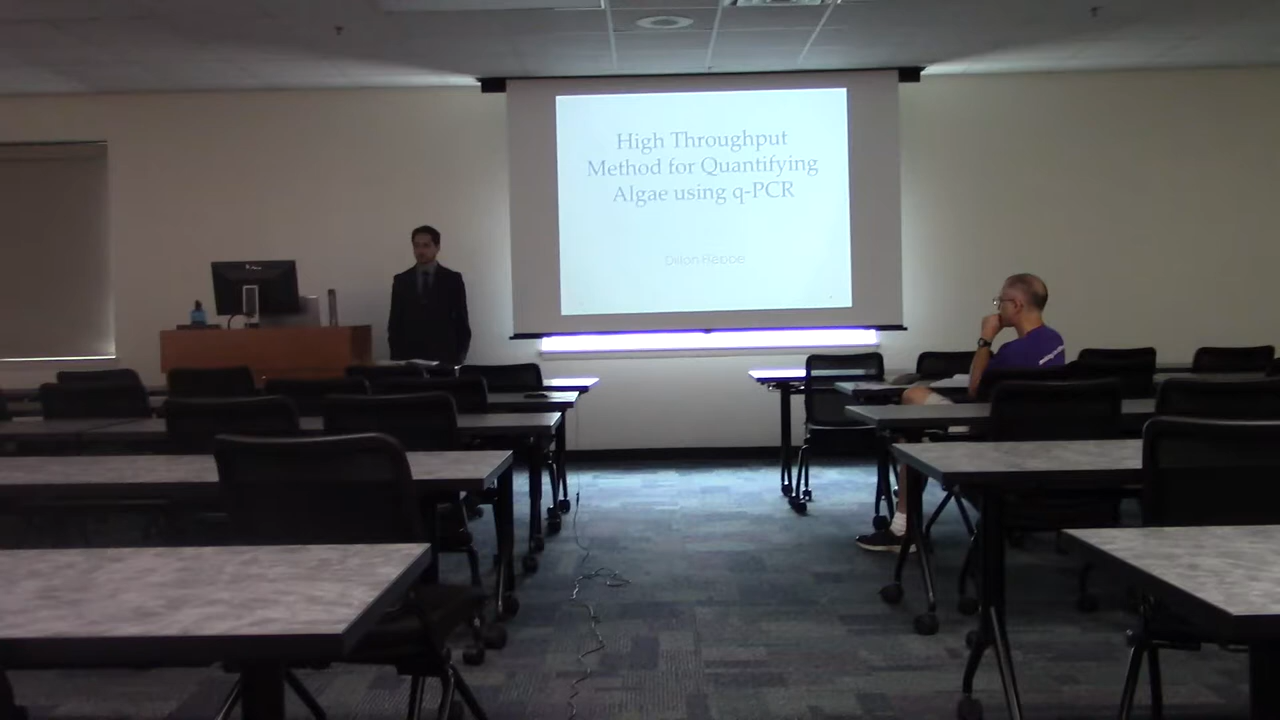 High Throughput
Method for Quantifying
Algae using q-PCR